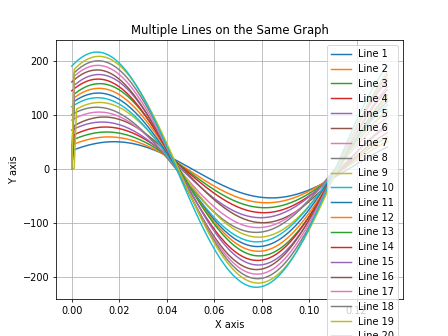 Multiple Lines on the Same Graph
Y axis
200
100
0
−100
−200
0.00
0.02
0.04
0.06
0.08
0.10
X axis
Line 1
Line 2
Line 3
Line 4
Line 5
Line 6
Line 7
Line 8
Line 9
Line 10
Line 11
Line 12
Line 13
Line 14
Line 15
Line 16
Line 17
Line 18
Line 19
Line 20